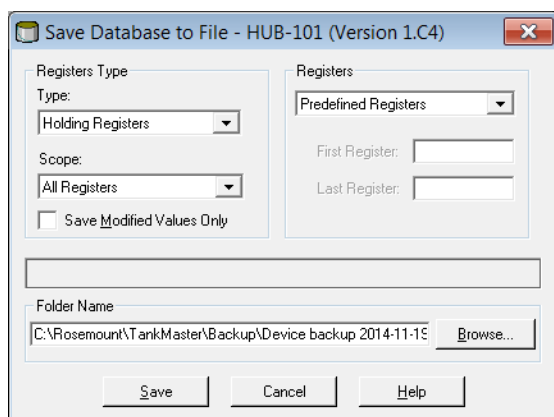 Save Database to File - HUB-101 (Version 1.C4)
Registers Type
Type:
Holding Registers
Scope:
All Registers
Save Modified Values Only
Registers
Predefined Registers
First Register:
Last Register:
Folder Name
C:\Rosemount\TankMaster\Backup\Device backup 2014-11-19
Browse...
Save
Cancel
Help